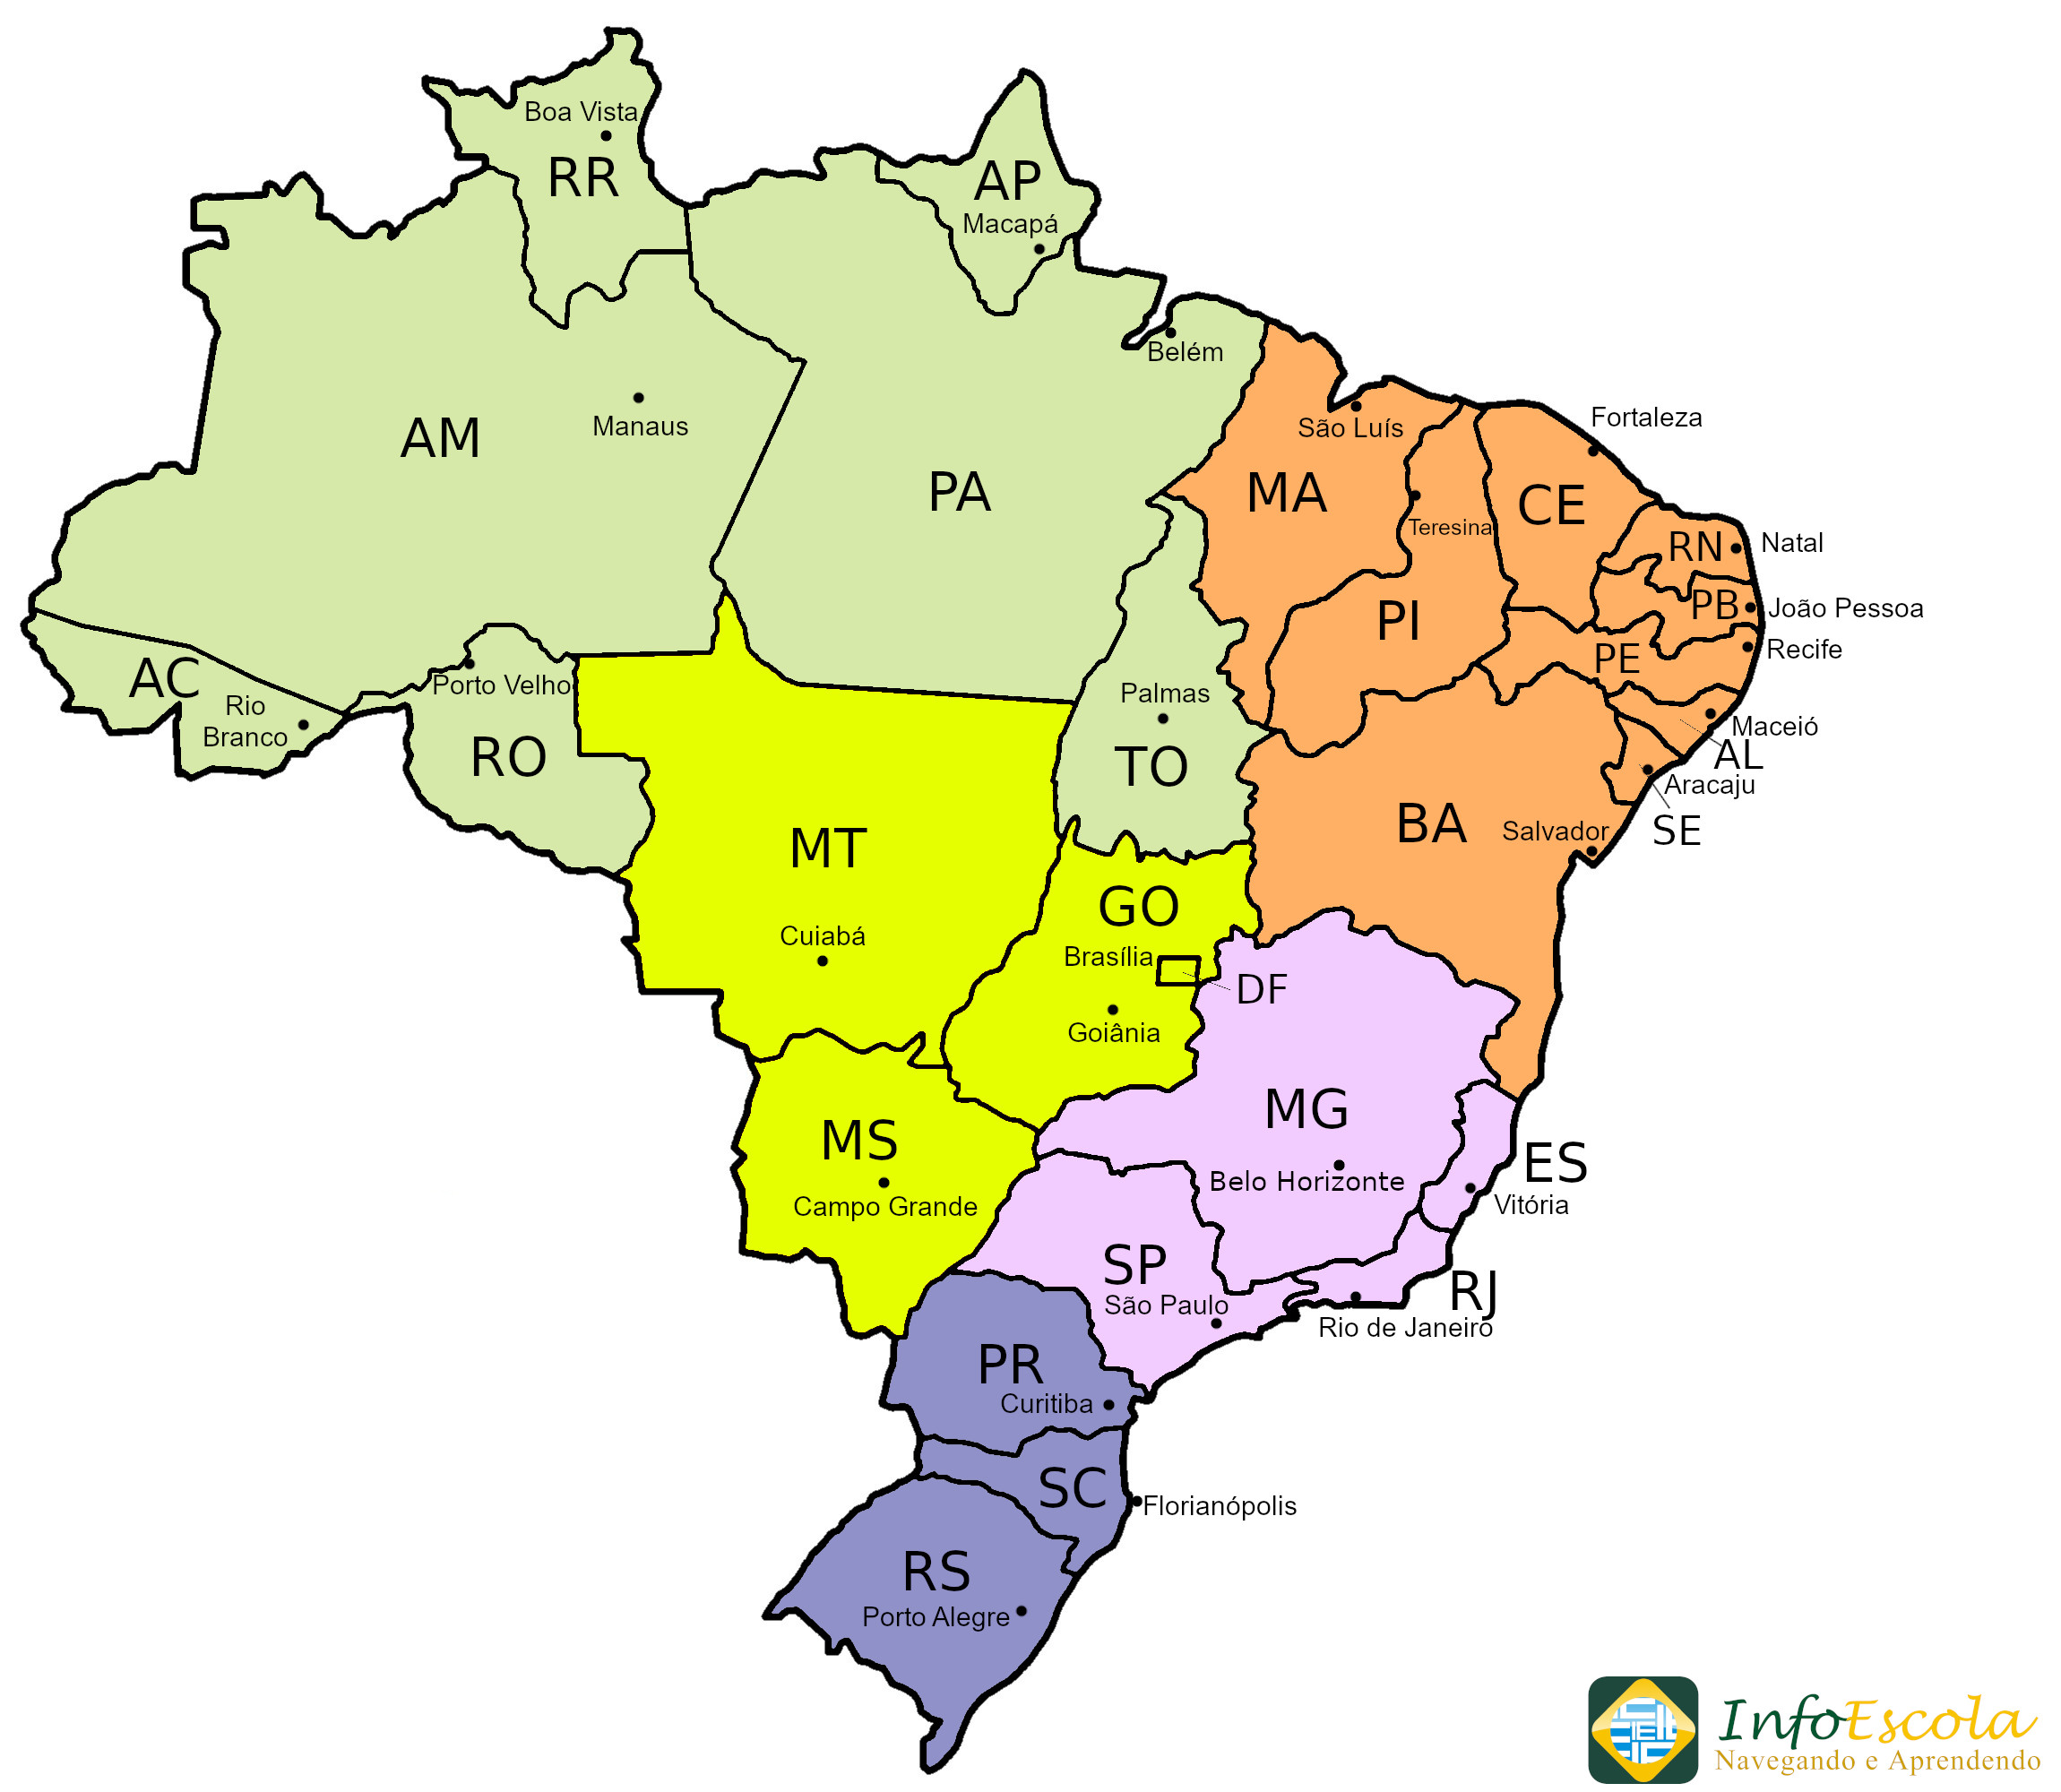 Boa Vista
RR
AP
Macapá
Belém
AM
Manaus
PA
São Luís
MA
Teresina
Fortaleza
CE
RN
Natal
PB
João Pessoa
PI
PE
Recife
AC
Rio
Branco
Porto Velho
RO
Palmas
TO
Maceió
AL
Aracaju
SE
BA
Salvador
MT
Cuiabá
GO
Brasília
DF
Goiânia
MS
Campo Grande
MG
Belo Horizonte
ES
Vitória
SP
São Paulo
RJ
Rio de Janeiro
PR
Curitiba
SC
Florianópolis
RS
Porto Alegre
InfoEscola
Navegando e Aprendendo